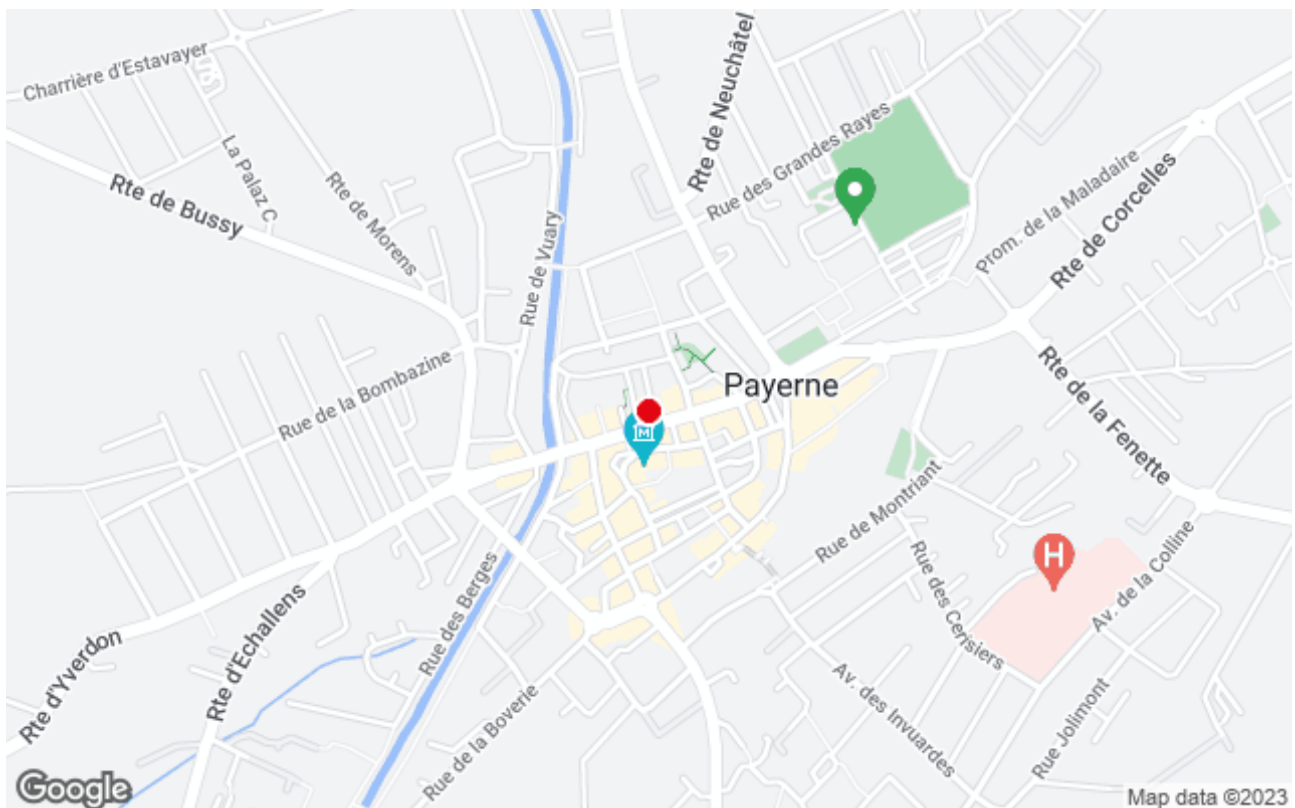 Charrière d'Estavayer
La Palaz C.
Rte de Bussy
Rte de Morens
Rue de Vuary
Rte de Neuchâtel
Rue des Grandes Rayes
Prom. de la Maladaire
Rte de Corcelles
Rue de la Bombazine
Payerne
M
Rte de la Fenette
Rue de Montriant
H
Rue des Cerisiers
Av. de la Colline
Rue des Berges
Rte d'Yverdon
Rte d'Echallens
Rue de la Boverie
Av. des Invuardes
Rue Jolimont
Google
Map data ©2023